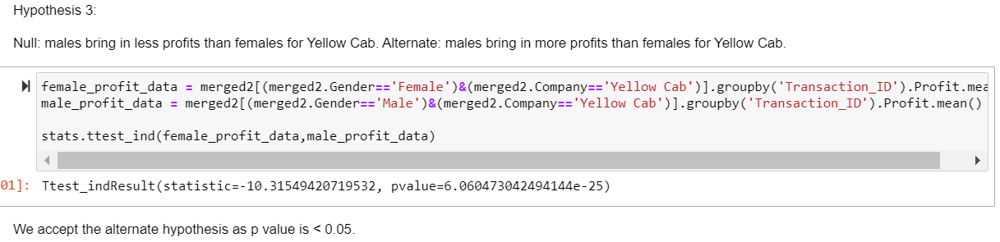 Hypothesis 3:
Null: males bring in less profits than females for Yellow Cab. Alternate: males bring in more profits than females for Yellow Cab.
female_profit_data = merged2[(merged2.Gender=='Female')&(merged2.Company=='Yellow Cab')].groupby('Transaction_ID').Profit.mea
male_profit_data = merged2[(merged2.Gender=='Male')&(merged2.Company=='Yellow Cab')].groupby('Transaction_ID').Profit.mean()
stats.ttest_ind(female_profit_data,male_profit_data)
01]: Ttest_indResult(statistic=-10.31549420719532, pvalue=6.060473042494144e-25)
We accept the alternate hypothesis as p value is < 0.05.